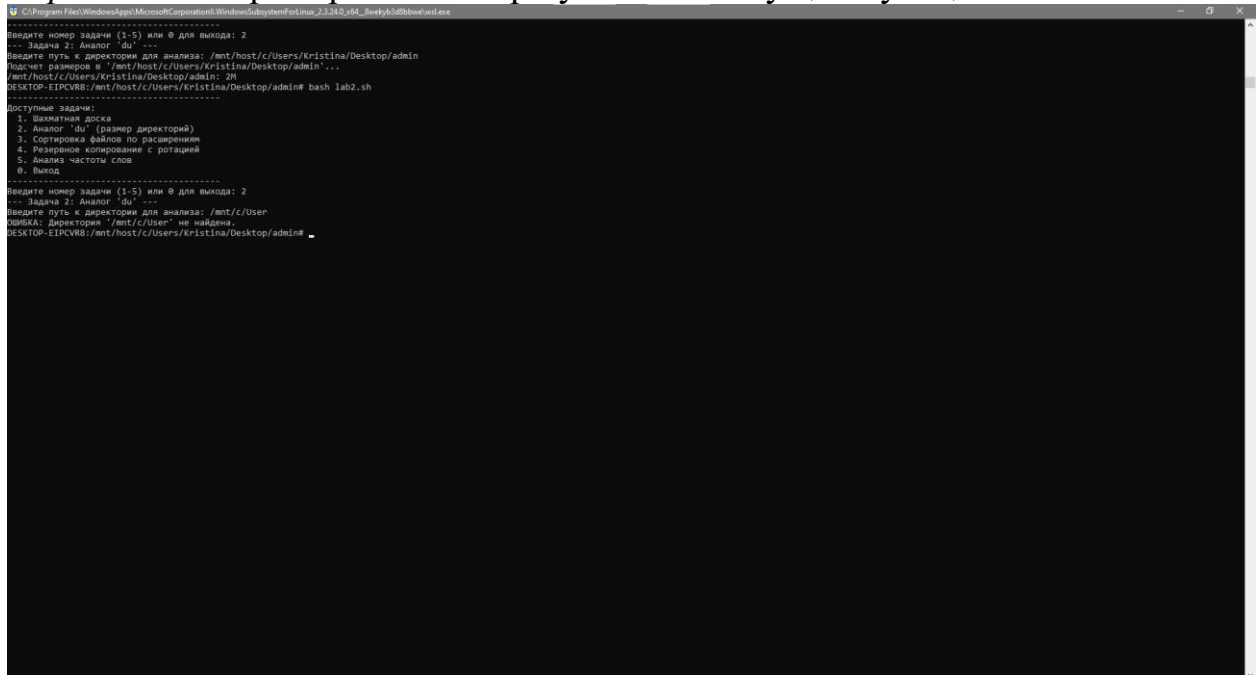 C:\Program Files\WindowsApps\MicrosoftCorporationII.WindowsSubsystemForLinux_2.3.24.0_x64__8wekyb3d8bbwe\wsl.exe
----------------------------------------
Введите номер задачи (1-5) или 0 для выхода: 2
--- Задача 2: Аналог 'du' ---
Введите путь к директории для анализа: /mnt/host/c/Users/Kristina/Desktop/admin
Подсчет размеров в '/mnt/host/c/Users/Kristina/Desktop/admin'...
/mnt/host/c/Users/Kristina/Desktop/admin: 2M
DESKTOP-EIPCVR8:/mnt/host/c/Users/Kristina/Desktop/admin# bash lab2.sh
----------------------------------------
Доступные задачи:
1. Шахматная доска
2. Аналог 'du' (размер директорий)
3. Сортировка файлов по расширениям
4. Резервное копирование с ротацией
5. Анализ частоты слов
0. Выход
----------------------------------------
Введите номер задачи (1-5) или 0 для выхода: 2
--- Задача 2: Аналог 'du' ---
Введите путь к директории для анализа: /mnt/c/User
ОШИБКА: Директория '/mnt/c/User' не найдена.
DESKTOP-EIPCVR8:/mnt/host/c/Users/Kristina/Desktop/admin#